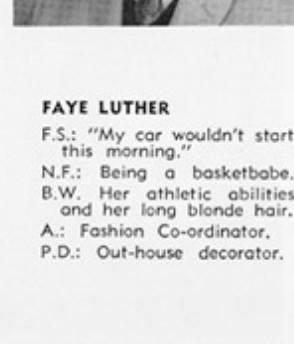 FAYE LUTHER
F.S.: "My car wouldn't start
this morning."
N.F.: Being a basketbabe.
B.W. Her athletic abilities
and her long blonde hair.
A.: Fashion Co-ordinator.
P.D.: Out-house decorator.